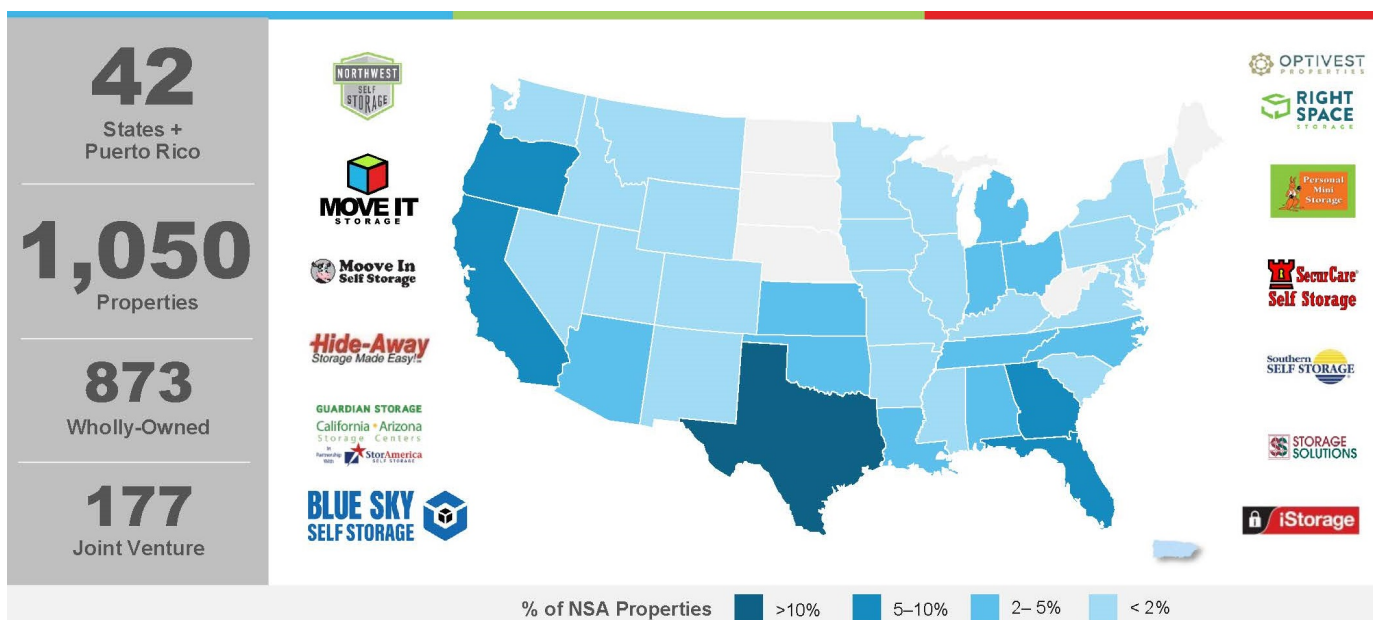 42
States +
Puerto Rico
1,050
Properties
873
Wholly-Owned
177
Joint Venture
NORTHWEST
SELF
STORAGE
MOVE IT
STORAGE
Moove In
Self Storage
Hide-Away
Storage Made Easy!
GUARDIAN STORAGE
California • Arizona
Storage Centers
In
Partnership
With
StorAmerica
SELF STORAGE
BLUE SKY
SELF STORAGE
OPTIVEST
PROPERTIES
RIGHT
SPACE
STORAGE
Personal
Mini
Storage
SecurCare®
Self Storage
Southern
SELF STORAGE®
STORAGE
SOLUTIONS
iStorage
% of NSA Properties >10% 5–10% 2– 5% < 2%